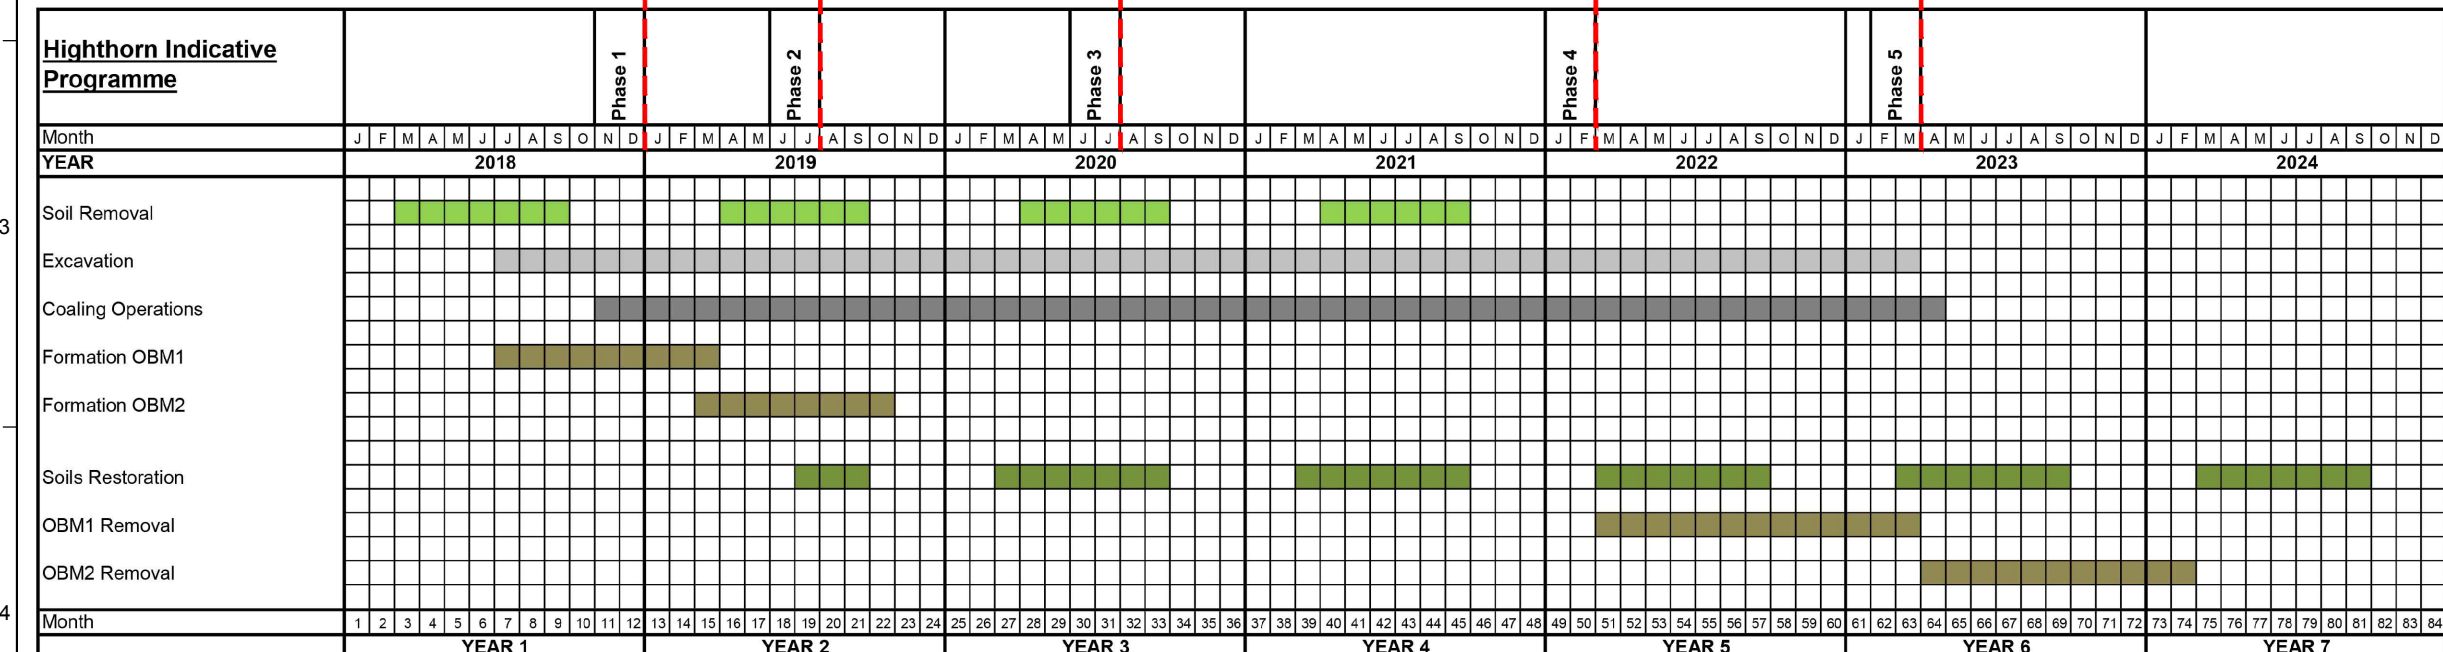 Highthorn Indicative
Programme
Phase 1
Phase 2
Phase 3
Phase 4
Phase 5
Month J F M A M J J A S O N D J F M A M J J A S O N D J F M A M J J A S O N D J F M A M J J A S O N D J F M A M J J A S O N D J F M A M J J A S O N D J F M A M J J A S O N D
YEAR 2018 2019 2020 2021 2022 2023 2024
Soil Removal
3
Excavation
Coaling Operations
Formation OBM1
Formation OBM2
Soils Restoration
OBM1 Removal
OBM2 Removal
4
Month 1 2 3 4 5 6 7 8 9 10 11 12 13 14 15 16 17 18 19 20 21 22 23 24 25 26 27 28 29 30 31 32 33 34 35 36 37 38 39 40 41 42 43 44 45 46 47 48 49 50 51 52 53 54 55 56 57 58 59 60 61 62 63 64 65 66 67 68 69 70 71 72 73 74 75 76 77 78 79 80 81 82 83 84
YEAR 1 YEAR 2 YEAR 3 YEAR 4 YEAR 5 YEAR 6 YEAR 7